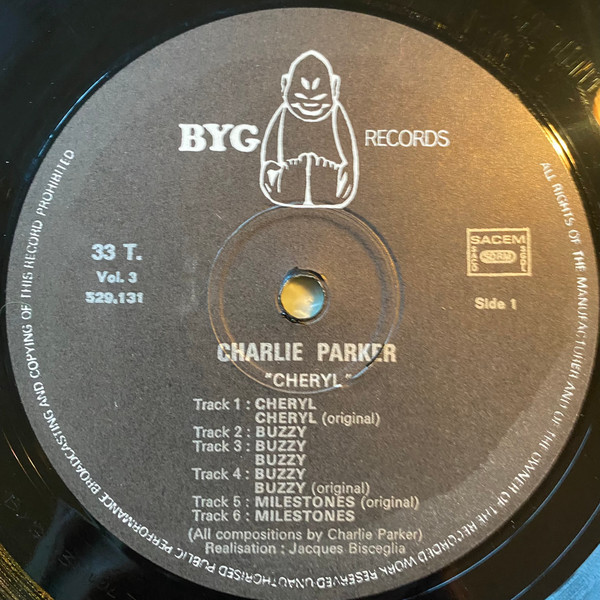 BYG RECORDS
33 T.
Vol. 3
529.131
SACEM
SDRM
Side 1
CHARLIE PARKER
"CHERYL"
Track 1 : CHERYL
CHERYL (original)
Track 2 : BUZZY
Track 3 : BUZZY
BUZZY
Track 4 : BUZZY
BUZZY (original)
Track 5 : MILESTONES (original)
Track 6 : MILESTONES
(All compositions by Charlie Parker)
Realisation : Jacques Bisceglia
ALL RIGHTS OF THE MANUFACTURER AND OF THE OWNER OF THE RECORDED WORK RESERVED UNAUTHORISED PUBLIC PERFORMANCE BROADCASTING AND COPYING OF THIS RECORD PROHIBITED